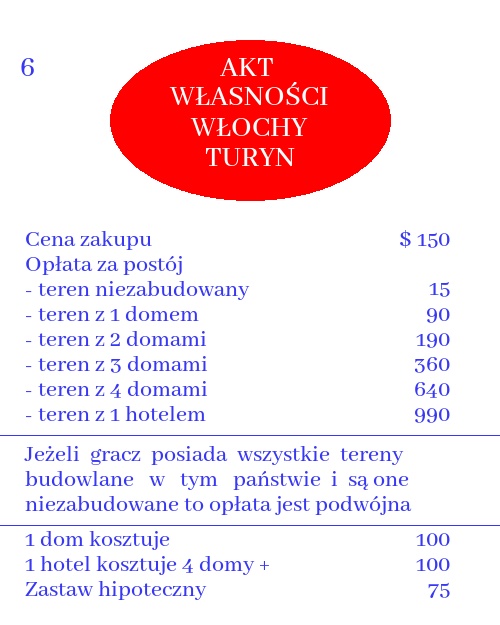 6
AKT
WŁASNOŚCI
WŁOCHY
TURYN
Cena zakupu $ 150
Opłata za postój
- teren niezabudowany 15
- teren z 1 domem 90
- teren z 2 domami 190
- teren z 3 domami 360
- teren z 4 domami 640
- teren z 1 hotelem 990
Jeżeli gracz posiada wszystkie tereny
budowlane w tym państwie i są one
niezabudowane to opłata jest podwójna
1 dom kosztuje 100
1 hotel kosztuje 4 domy + 100
Zastaw hipoteczny 75